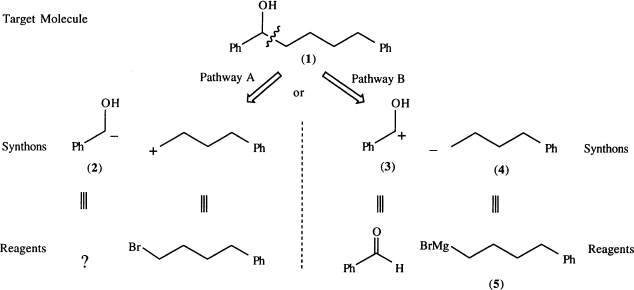 Target Molecule
OH
Ph
Ph
(1)
Pathway A
or
Pathway B
OH
OH
Synthons
Ph
−
(2)
+
Ph
Ph
+
(3)
−
Ph
(4)
Synthons
Reagents
?
Br
Ph
O
Ph
H
BrMg
Ph
(5)
Reagents